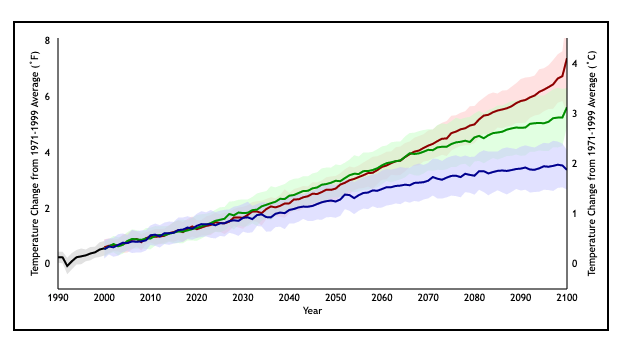 Temperature Change from 1971-1999 Average (°F)
8
6
4
2
0
4
3
2
1
0
Temperature Change from 1971-1999 Average (°C)
1990 2000 2010 2020 2030 2040 2050 2060 2070 2080 2090 2100
Year